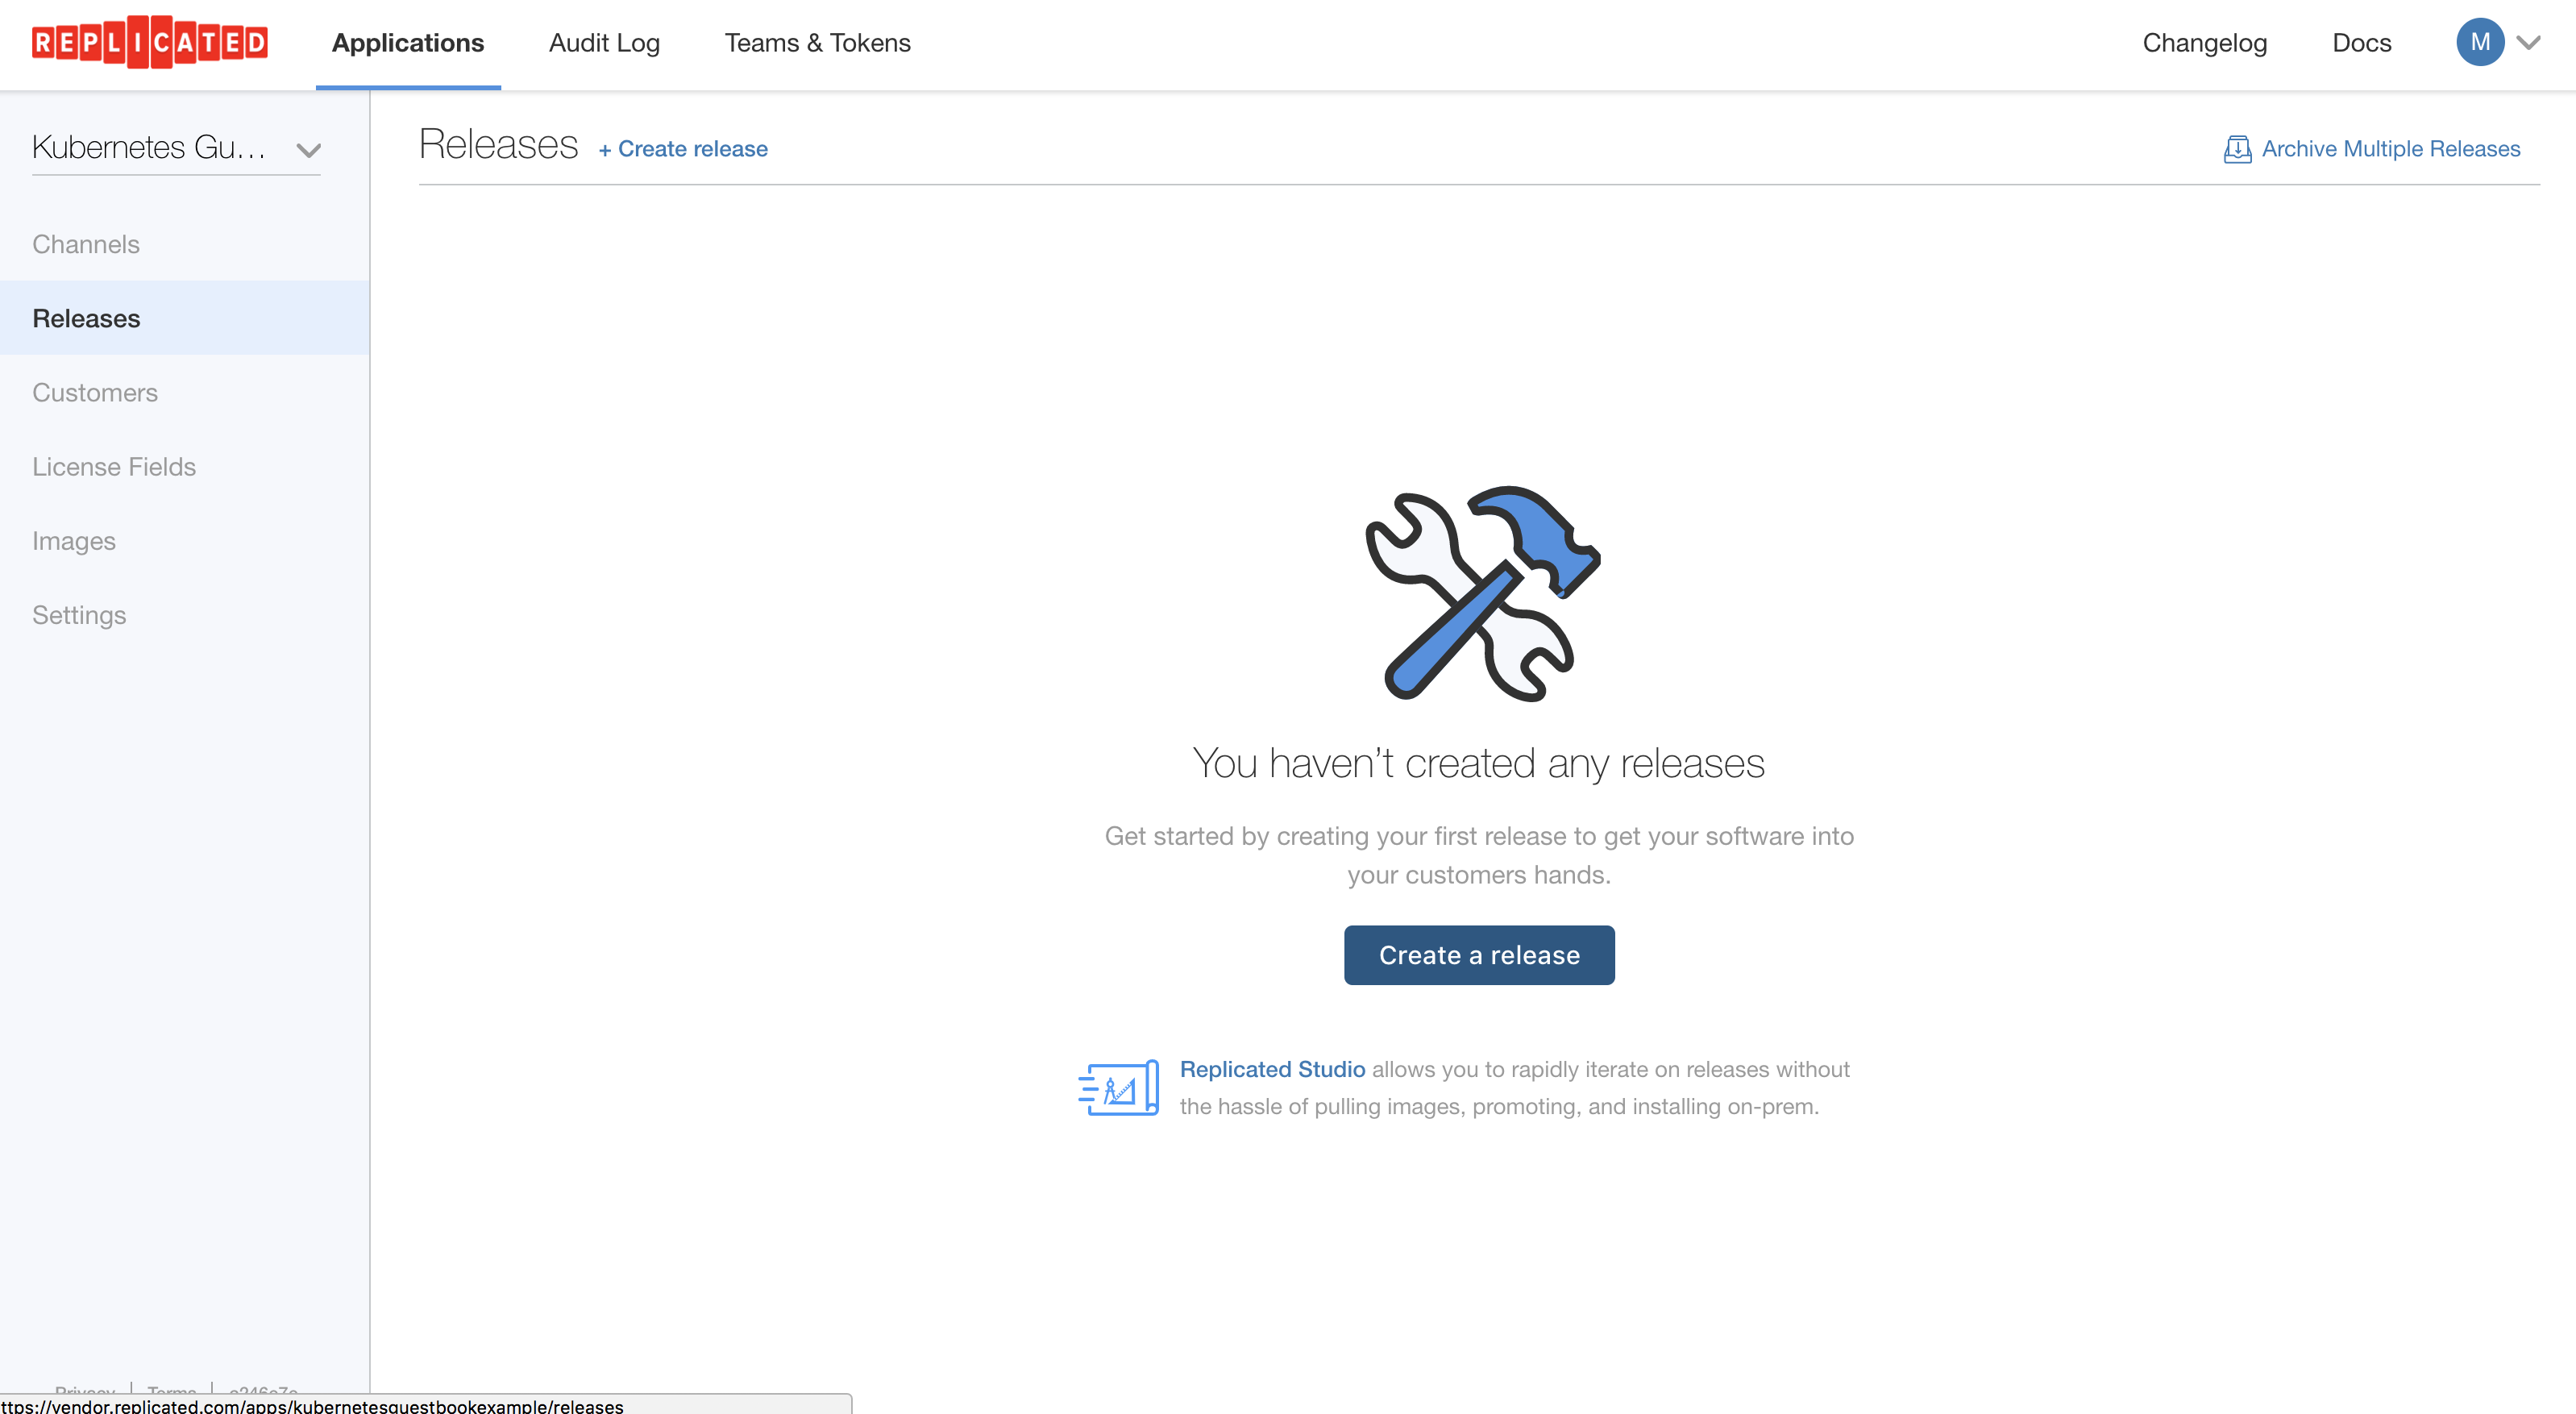 REPLICATED
Applications
Audit Log
Teams & Tokens
Changelog
Docs
M
Kubernetes Gu...
Channels
Releases
Customers
License Fields
Images
Settings
Releases
+ Create release
Archive Multiple Releases
You haven't created any releases
Get started by creating your first release to get your software into
your customers hands.
Create a release
Replicated Studio allows you to rapidly iterate on releases without
the hassle of pulling images, promoting, and installing on-prem.
Privacy
Terms
ttps://vendor.replicated.com/apps/kubernetesguestbookexample/releases